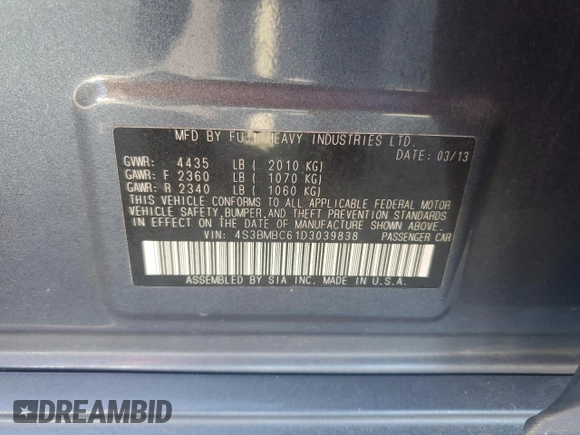 MFD BY FUJI HEAVY INDUSTRIES LTD.
DATE: 03/13
GVWR: 4435 LB ( 2010 KG)
GAWR: F 2360 LB ( 1070 KG)
GAWR: R 2340 LB ( 1060 KG)
THIS VEHICLE CONFORMS TO ALL APPLICABLE FEDERAL MOTOR
VEHICLE SAFETY,BUMPER,AND THEFT PREVENTION STANDARDS
IN EFFECT ON THE DATE OF MANUFACTURE SHOWN ABOVE.
VIN: 4S3BMBC61D3039838 PASSENGER CAR
ASSEMBLED BY SIA INC. MADE IN U.S.A.
DREAMBID